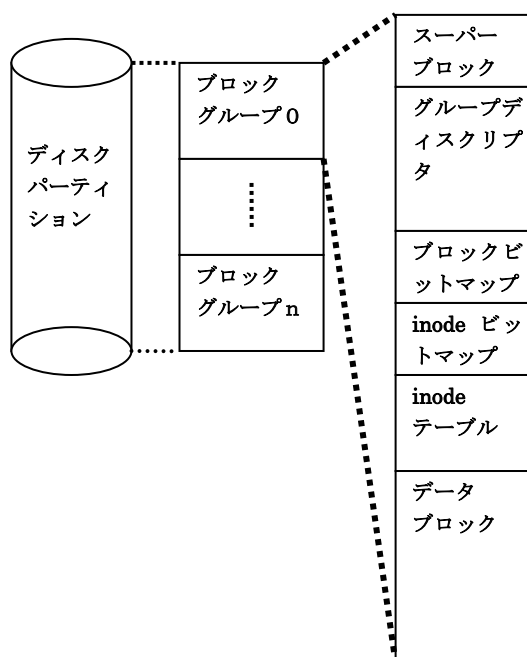 ディスク
パーティ
ション
ブロック
グループ0
ブロック
グループn
スーパー
ブロック
グループデ
ィスクリプ
タ
ブロックビ
ットマップ
inode ビッ
トマップ
inode
テーブル
データ
ブロック